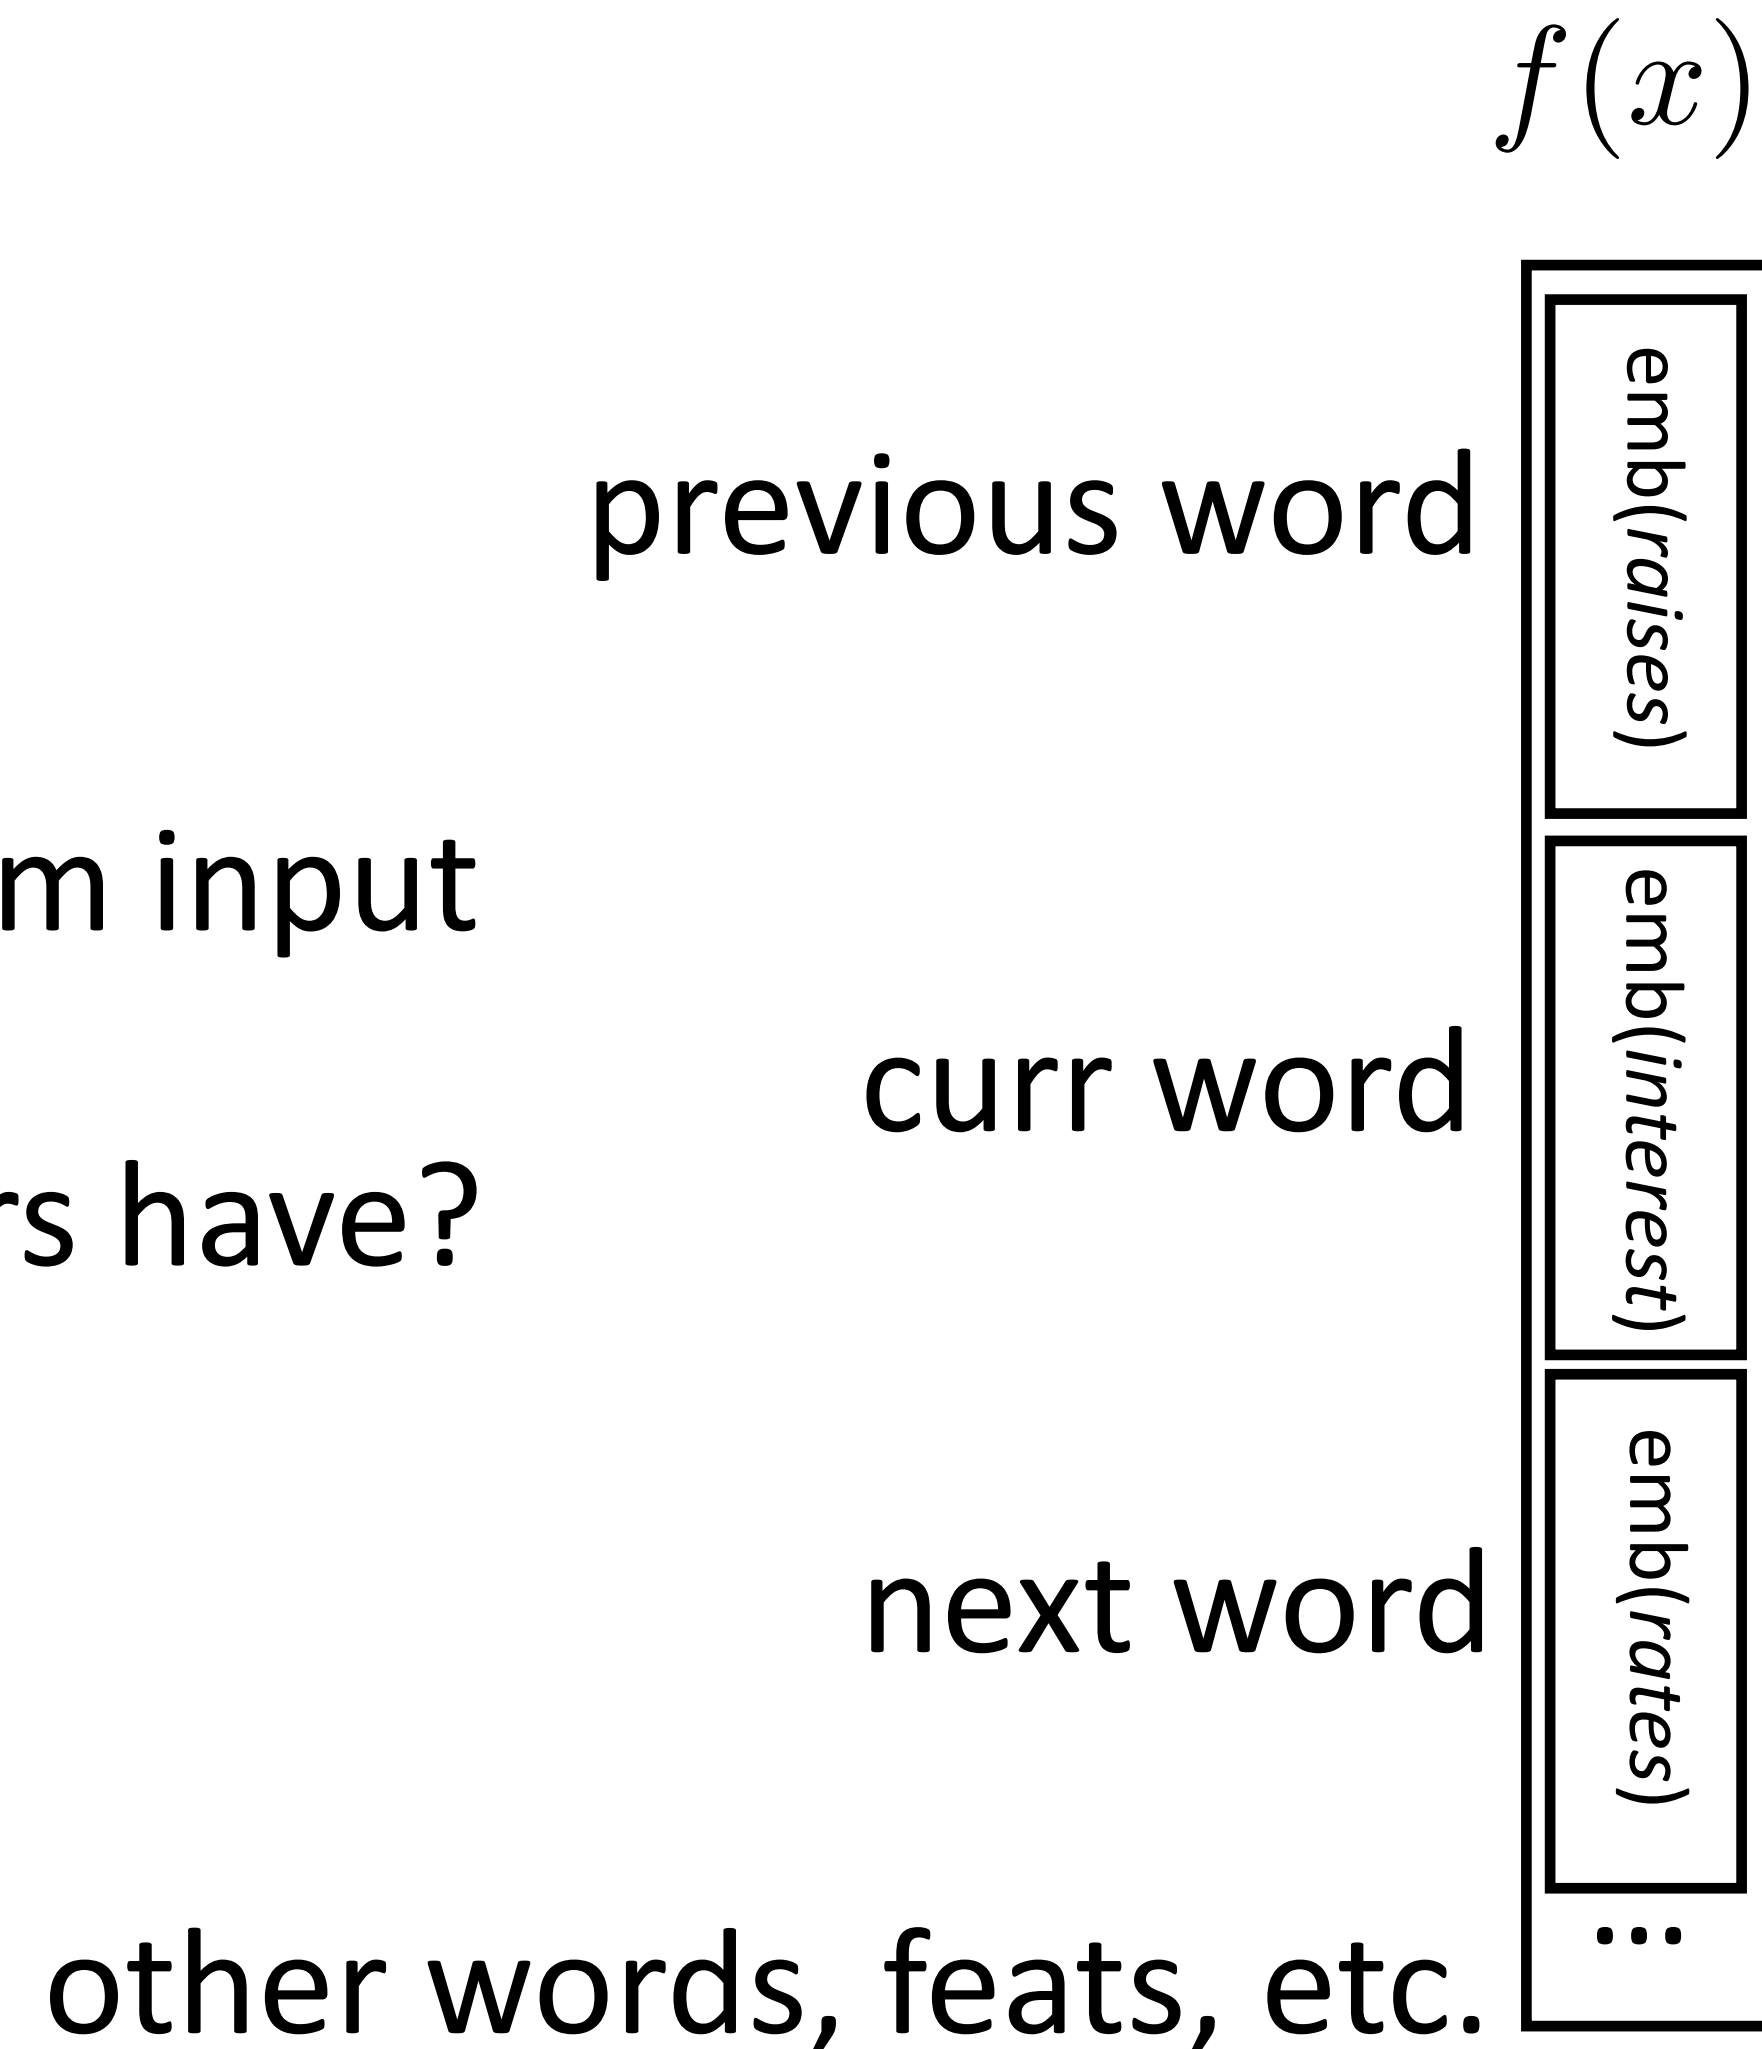 f(x)
emb(raises)
previous word
m input
emb(interest)
curr word
rs have?
emb(rates)
next word
...
other words, feats, etc.